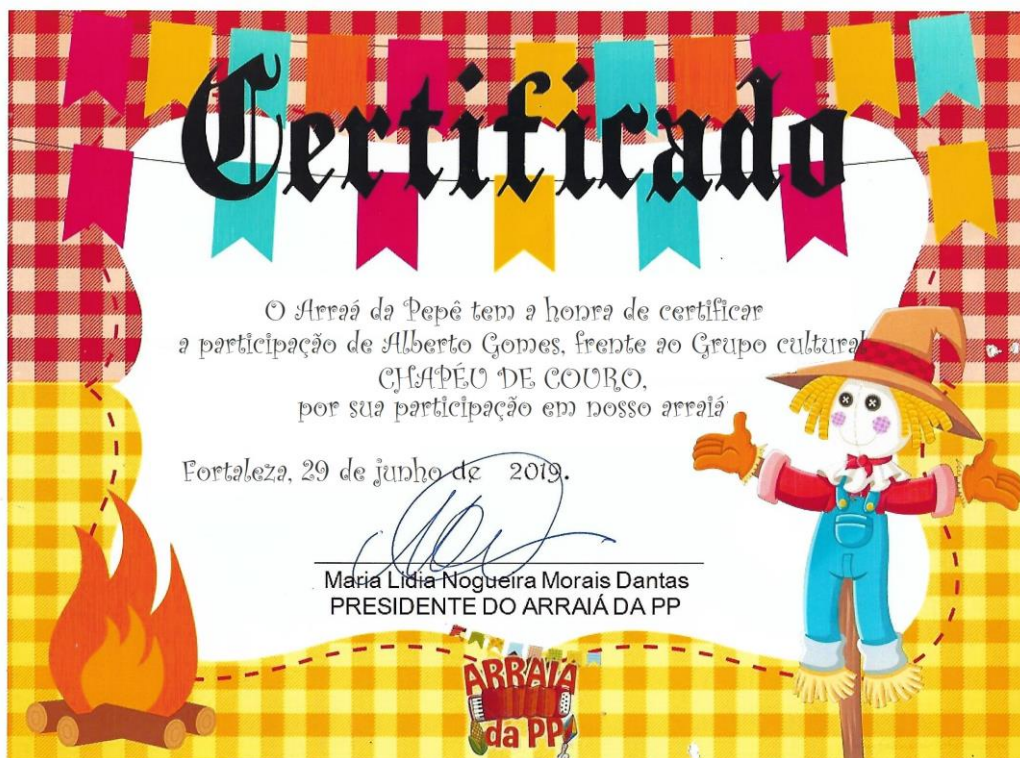 Certificado
O Arraá da Pepê tem a honra de certificar
a participação de Alberto Gomes, frente ao Grupo cultural
CHAPÉU DE COURO,
por sua participação em nosso arraiá
Fortaleza, 29 de junho de 2019.
Maria Lidia Nogueira Morais Dantas
PRESIDENTE DO ARRAIÁ DA PP
ARRAIÁ
da PP